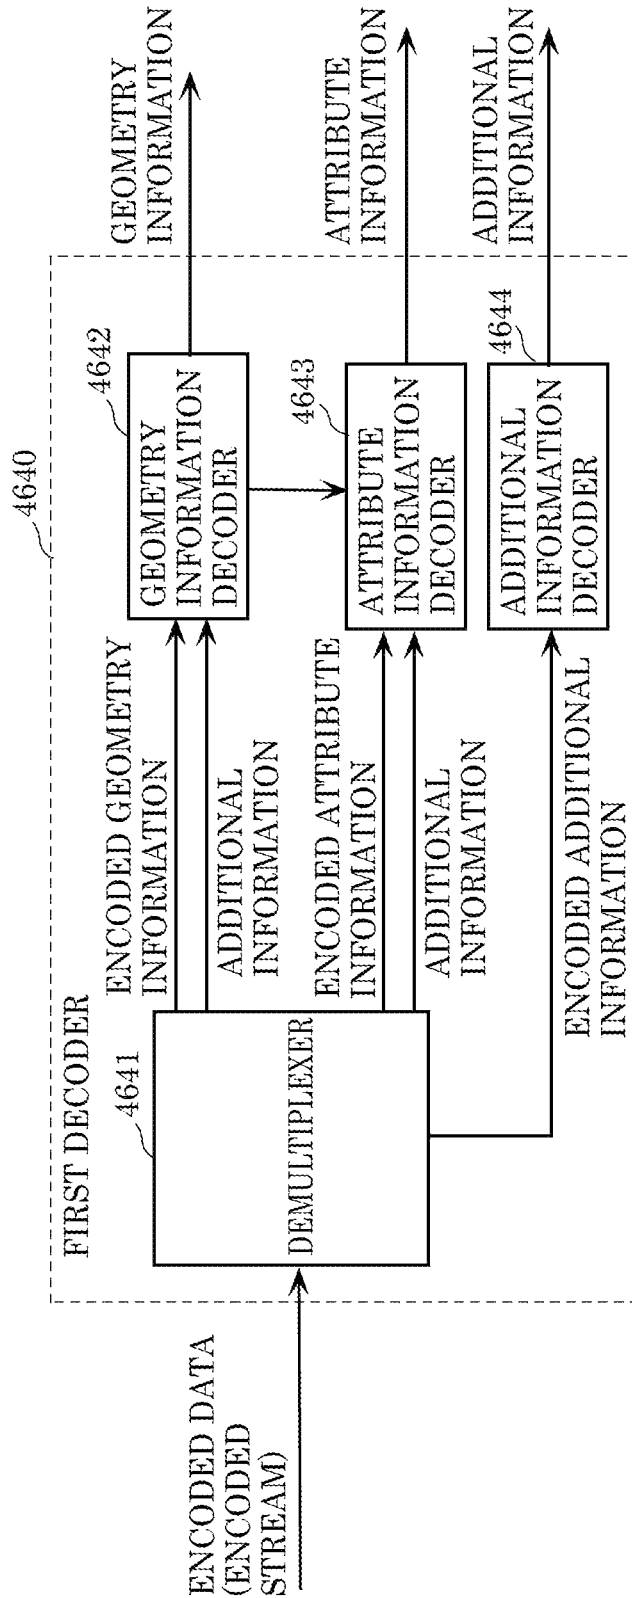 ENCODED DATA
(ENCODED
STREAM)
4640
FIRST DECODER
4641
DEMULTIPLEXER
ENCODED GEOMETRY
INFORMATION
ADDITIONAL
INFORMATION
ENCODED ATTRIBUTE
INFORMATION
ADDITIONAL
INFORMATION
ENCODED ADDITIONAL
INFORMATION
4642
GEOMETRY
INFORMATION
DECODER
4643
ATTRIBUTE
INFORMATION
DECODER
4644
ADDITIONAL
INFORMATION
DECODER
GEOMETRY
INFORMATION
ATTRIBUTE
INFORMATION
ADDITIONAL
INFORMATION